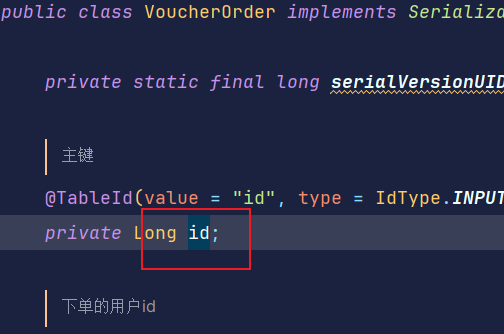 public class VoucherOrder implements Serializa
private static final long serialVersionUID
主键
@TableId(value = "id", type = IdType.INPUT
private Long id;
下单的用户id